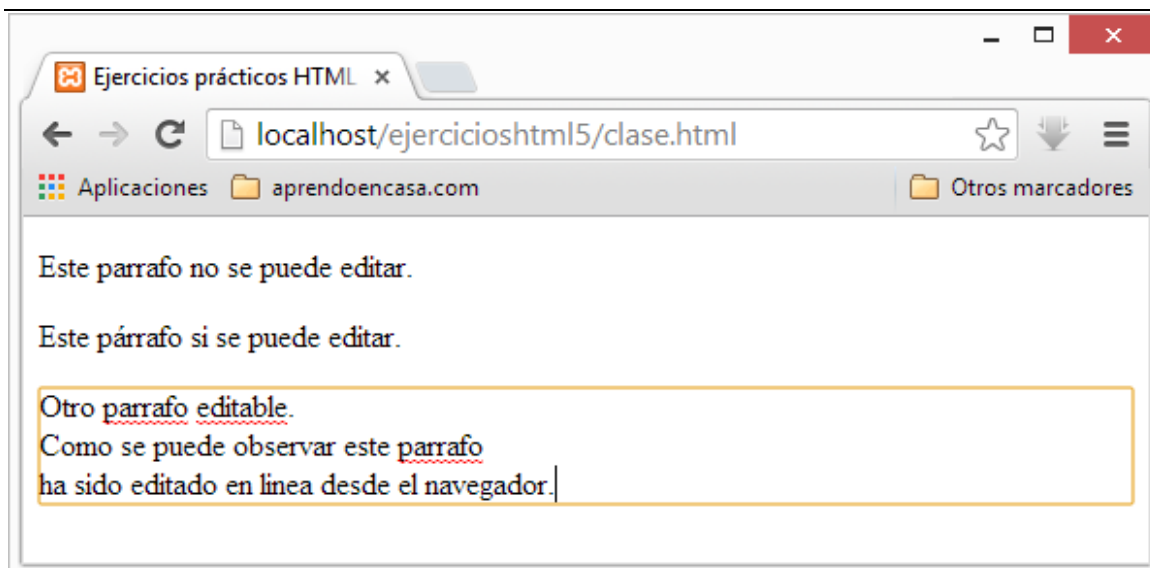 Ejercicios prácticos HTML
localhost/ejercicioshtml5/clase.html
Aplicaciones aprendoencasa.com Otros marcadores
Este parrafo no se puede editar.
Este párrafo si se puede editar.
Otro parrafo editable.
Como se puede observar este parrafo
ha sido editado en linea desde el navegador.